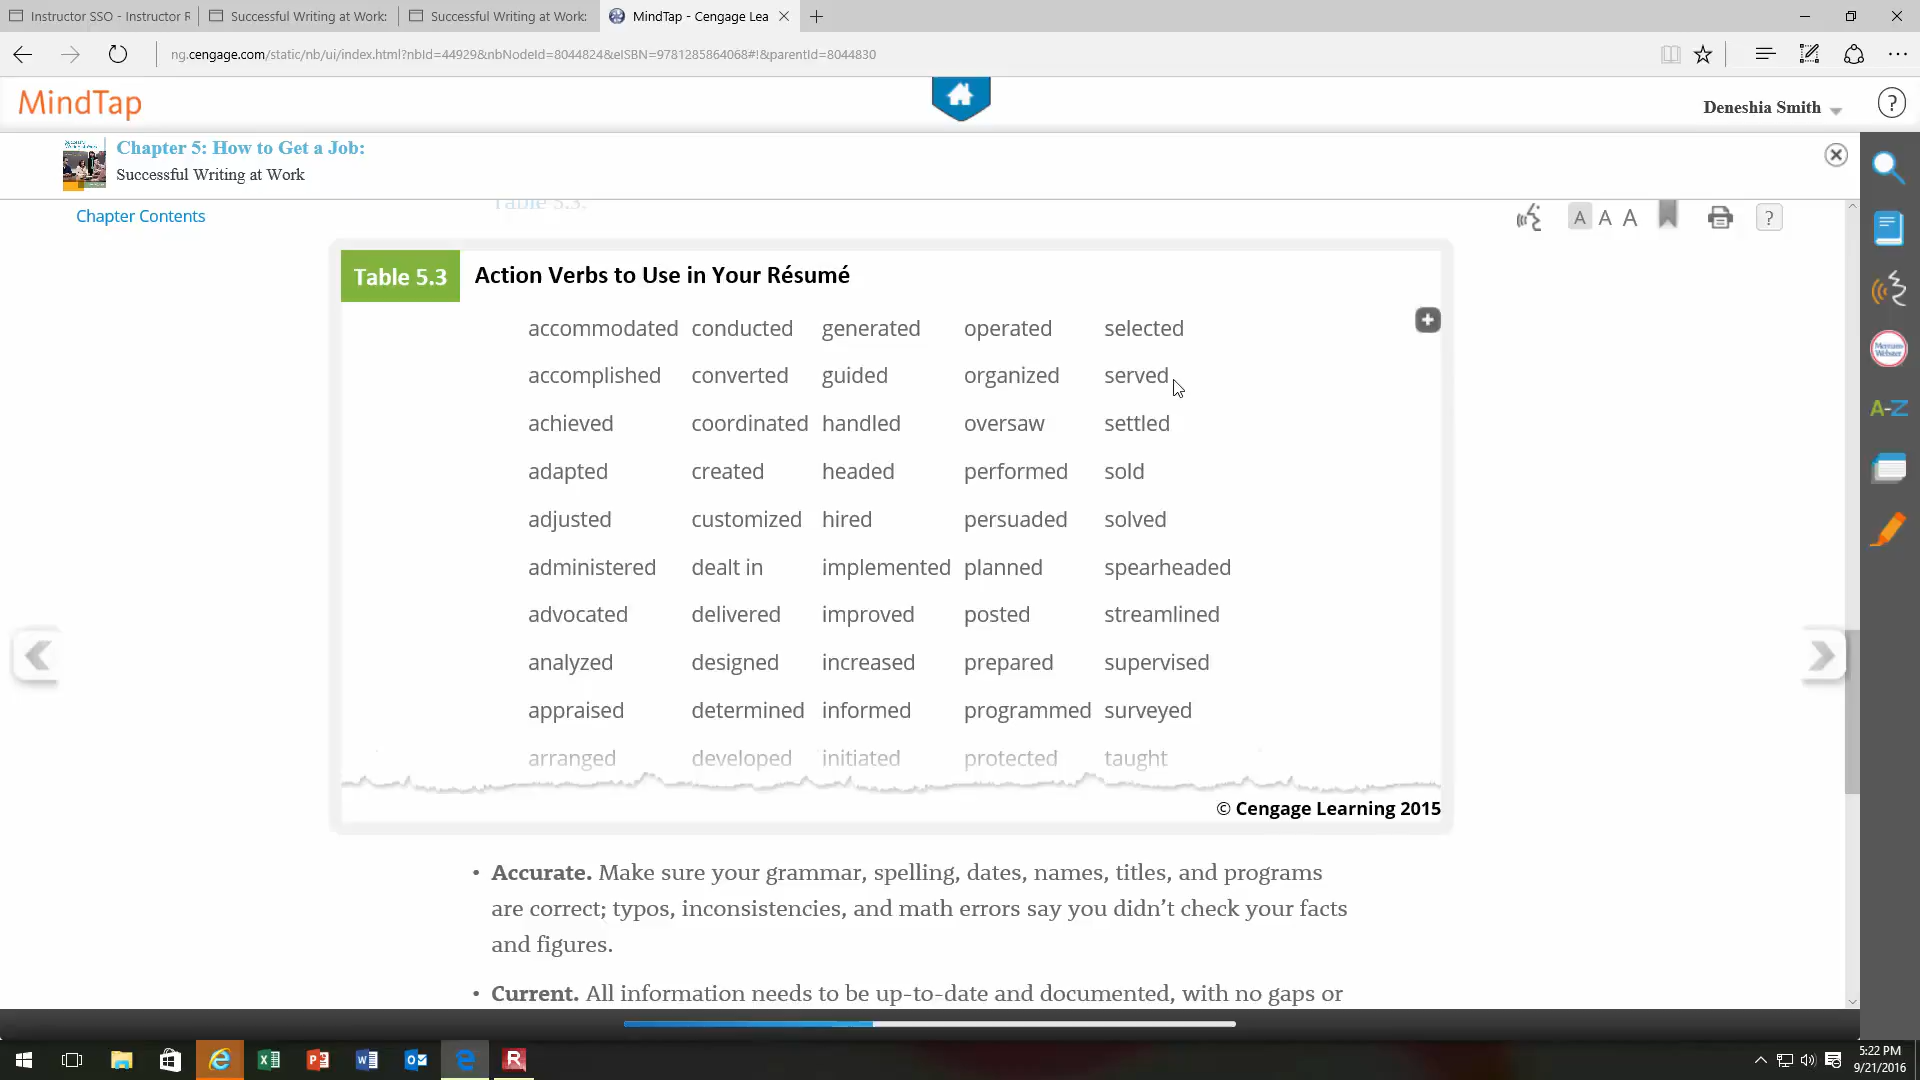 Instructor SSO - Instructor R
Successful Writing at Work:
Successful Writing at Work:
MindTap - Cengage Lea
ng.cengage.com/static/nb/ui/index.html?nbId=44929&nbNodeId=8044824&eISBN=9781285864068#!&parentId=8044830
MindTap
Deneshia Smith
?
Chapter 5: How to Get a Job:
Successful Writing at Work
Table 5.3.
Chapter Contents
A A A
?
Table 5.3 Action Verbs to Use in Your Résumé
accommodated conducted generated operated selected
accomplished converted guided organized served
achieved coordinated handled oversaw settled
adapted created headed performed sold
adjusted customized hired persuaded solved
administered dealt in implemented planned spearheaded
advocated delivered improved posted streamlined
analyzed designed increased prepared supervised
appraised determined informed programmed surveyed
arranged developed initiated protected taught
© Cengage Learning 2015
• Accurate. Make sure your grammar, spelling, dates, names, titles, and programs
are correct; typos, inconsistencies, and math errors say you didn’t check your facts
and figures.
• Current. All information needs to be up-to-date and documented, with no gaps or
Merriam-Webster
A-Z
5:22 PM
9/21/2016